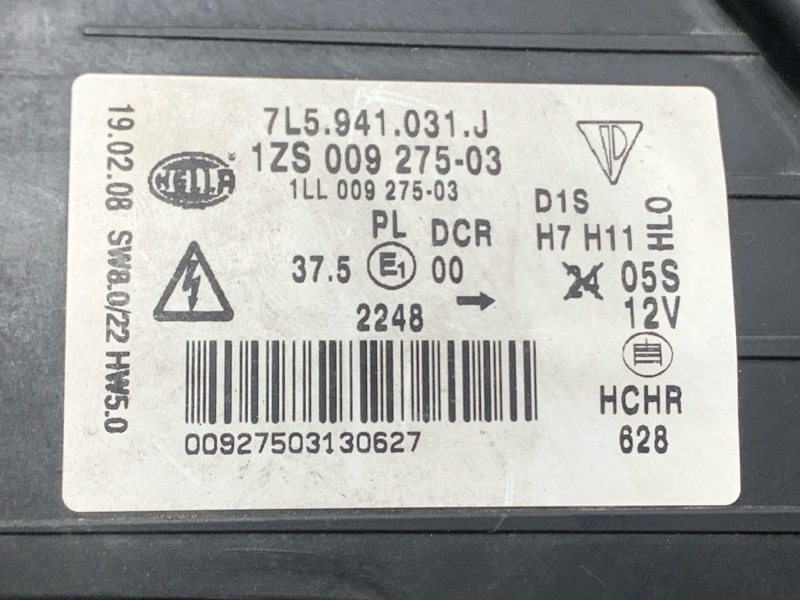 7L5.941.031.J
HELLA ®
1ZS 009 275-03
1LL 009 275-03
D1S
PL DCR
H7 H11
HLO
37.5 E1 00
24 05S
2248
12V
00927503130627
HCHR
628
19.02.08 SW8.0/22 HW5.0